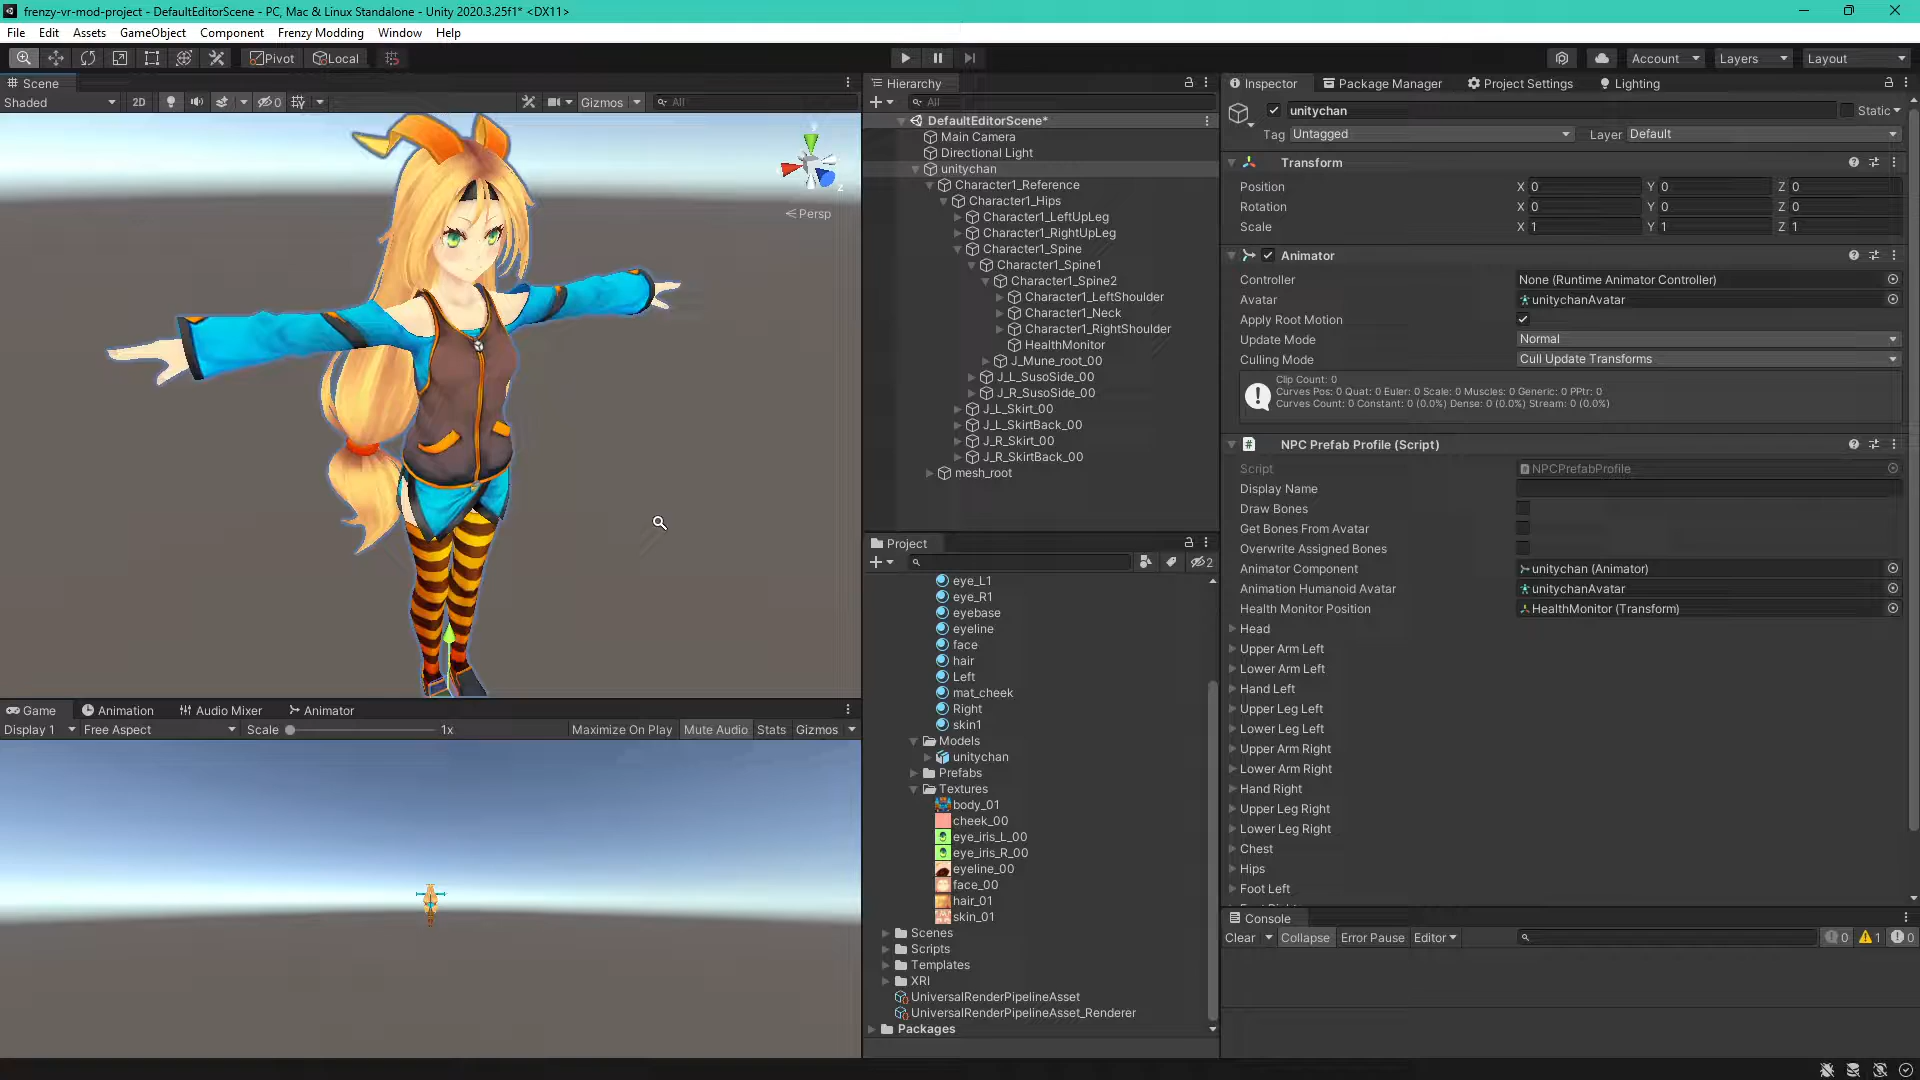 frenzy-vr-mod-project - DefaultEditorScene - PC, Mac & Linux Standalone - Unity 2020.3.25f1* <DX11>
File Edit Assets GameObject Component Frenzy Modding Window Help
Pivot Local
Account Layers Layout
Scene
Shaded 2D 0 Gizmos All
Persp
z
Hierarchy
All
DefaultEditorScene*
Main Camera
Directional Light
unitychan
Character1_Reference
Character1_Hips
Character1_LeftUpLeg
Character1_RightUpLeg
Character1_Spine
Character1_Spine1
Character1_Spine2
Character1_LeftShoulder
Character1_Neck
Character1_RightShoulder
HealthMonitor
J_Mune_root_00
J_L_SusoSide_00
J_R_SusoSide_00
J_L_Skirt_00
J_L_SkirtBack_00
J_R_Skirt_00
J_R_SkirtBack_00
mesh_root
Game Animation Audio Mixer Animator
Display 1 Free Aspect Scale 1x Maximize On Play Mute Audio Stats Gizmos
Project
2
eye_L1
eye_R1
eyebase
eyeline
face
hair
Left
mat_cheek
Right
skin1
Models
unitychan
Prefabs
Textures
body_01
cheek_00
eye_iris_L_00
eye_iris_R_00
eyeline_00
face_00
hair_01
skin_01
Scenes
Scripts
Templates
XRI
UniversalRenderPipelineAsset
UniversalRenderPipelineAsset_Renderer
Packages
Inspector Package Manager Project Settings Lighting
unitychan Static
Tag Untagged Layer Default
Transform
Position X 0 Y 0 Z 0
Rotation X 0 Y 0 Z 0
Scale X 1 Y 1 Z 1
Animator
Controller None (Runtime Animator Controller)
Avatar unitychanAvatar
Apply Root Motion
Update Mode Normal
Culling Mode Cull Update Transforms
Clip Count: 0
Curves Pos: 0 Quat: 0 Euler: 0 Scale: 0 Muscles: 0 Generic: 0 PPtr: 0
Curves Count: 0 Constant: 0 (0.0%) Dense: 0 (0.0%) Stream: 0 (0.0%)
NPC Prefab Profile (Script)
Script NPCPrefabProfile
Display Name
Draw Bones
Get Bones From Avatar
Overwrite Assigned Bones
Animator Component unitychan (Animator)
Animation Humanoid Avatar unitychanAvatar
Health Monitor Position HealthMonitor (Transform)
Head
Upper Arm Left
Lower Arm Left
Hand Left
Upper Leg Left
Lower Leg Left
Upper Arm Right
Lower Arm Right
Hand Right
Upper Leg Right
Lower Leg Right
Chest
Hips
Foot Left
Console
Clear Collapse Error Pause Editor 0 1 0